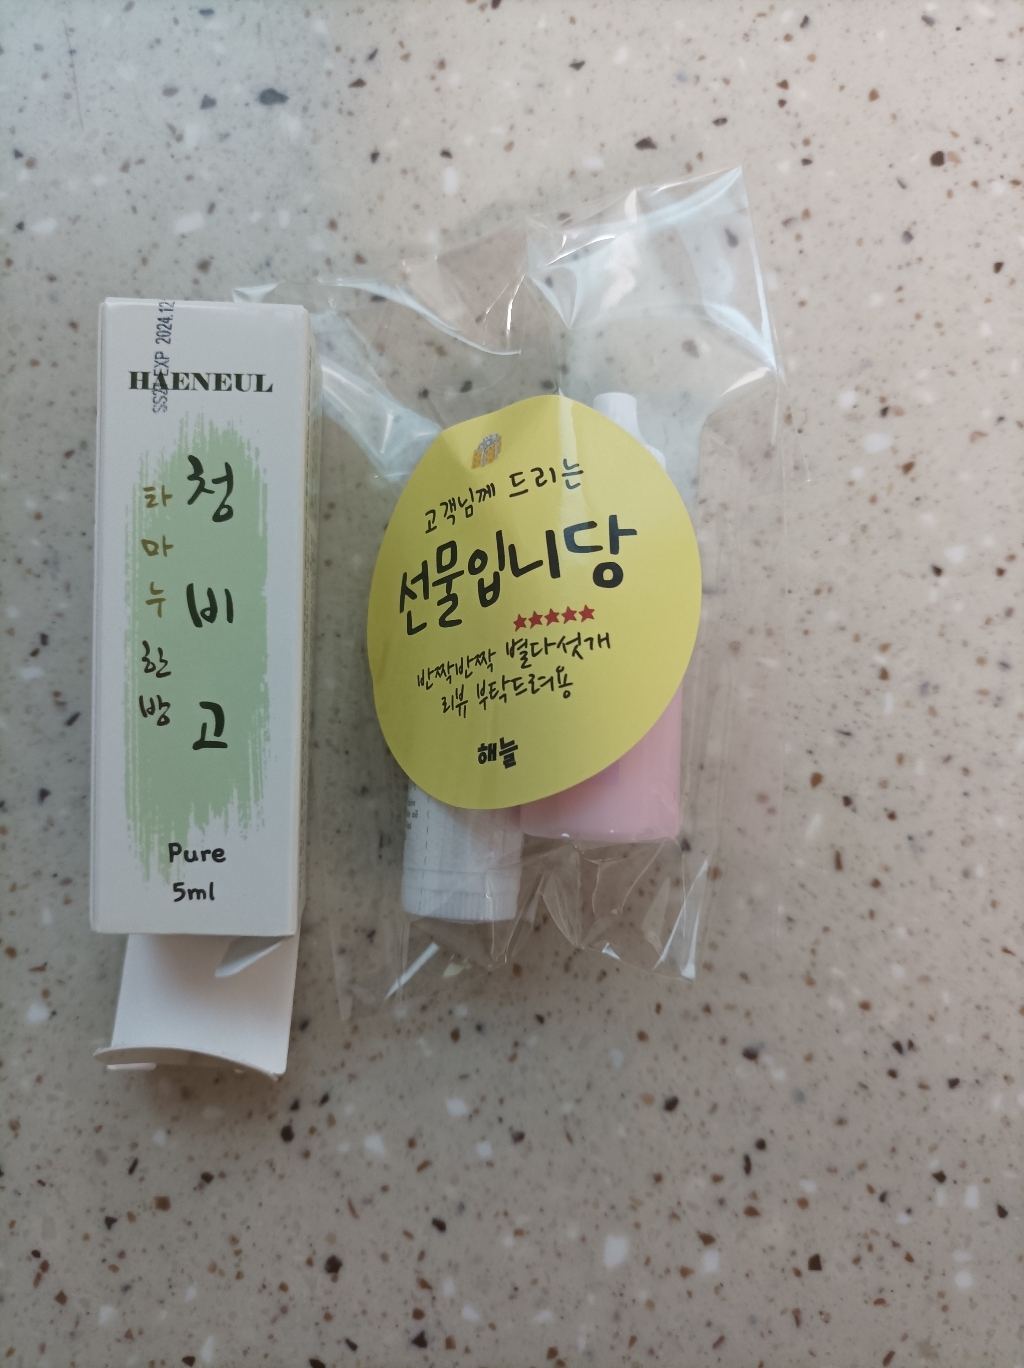 EXP 2024.12
HAENEUL
청비고
타마누한방
Pure
5ml
고객님께 드리는
선물입니당
★★★★★
반짝반짝 별다섯개
리뷰 부탁드려용
해늘